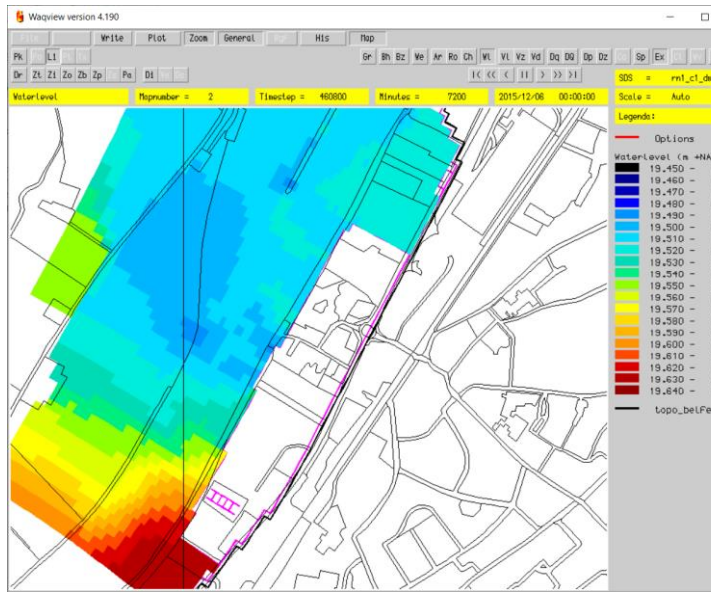 Waqview version 4.190
Write Plot Zoom General His Map
Pk L1 Gr Bh Bz We Ar Ro Ch Wl Vl Vz Vd Dq DQ Dp Dz Sp Ex
Dr Zt Zi Zo Zb Zp Pa Di |< << < || > >> >|
SDS = rn1_c1_dm
Waterlevel Mapnumber = 2 Timestep = 460800 Minutes = 7200 2015/12/06 00:00:00 Scale = Auto
Legenda:
Options
Waterlevel (m +NA
19.450 -
19.460 -
19.470 -
19.480 -
19.490 -
19.500 -
19.510 -
19.520 -
19.530 -
19.540 -
19.550 -
19.560 -
19.570 -
19.580 -
19.590 -
19.600 -
19.610 -
19.620 -
19.630 -
19.640 -